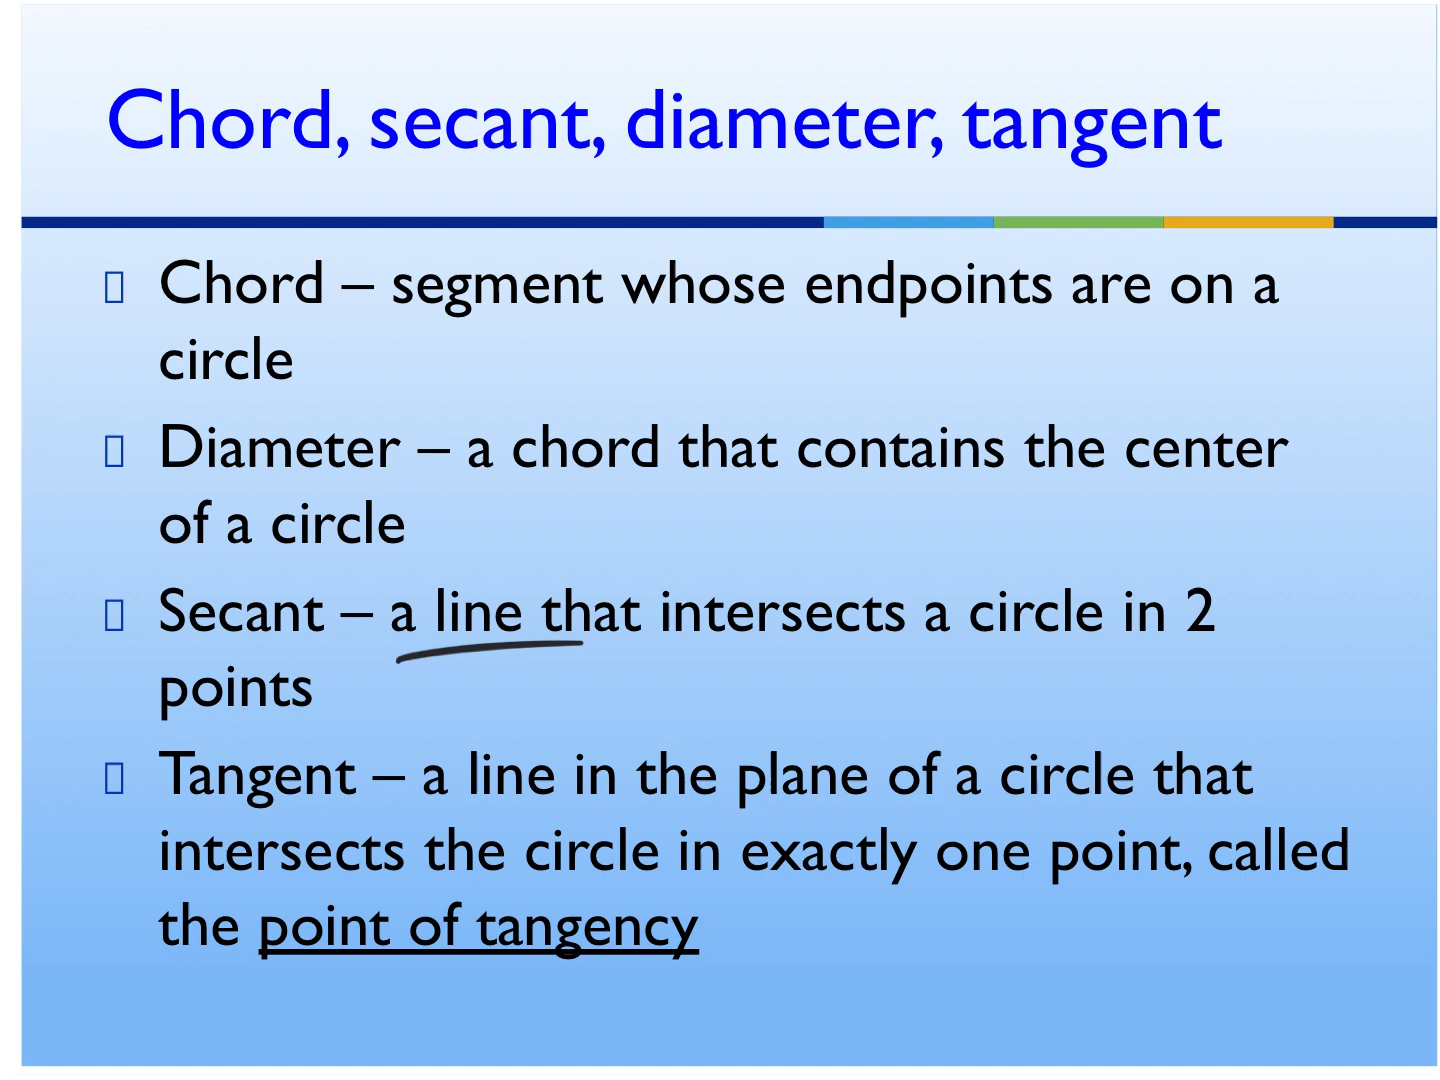 Chord, secant, diameter, tangent
Chord – segment whose endpoints are on a
circle
Diameter – a chord that contains the center
of a circle
Secant – a line that intersects a circle in 2
points
Tangent – a line in the plane of a circle that
intersects the circle in exactly one point, called
the point of tangency